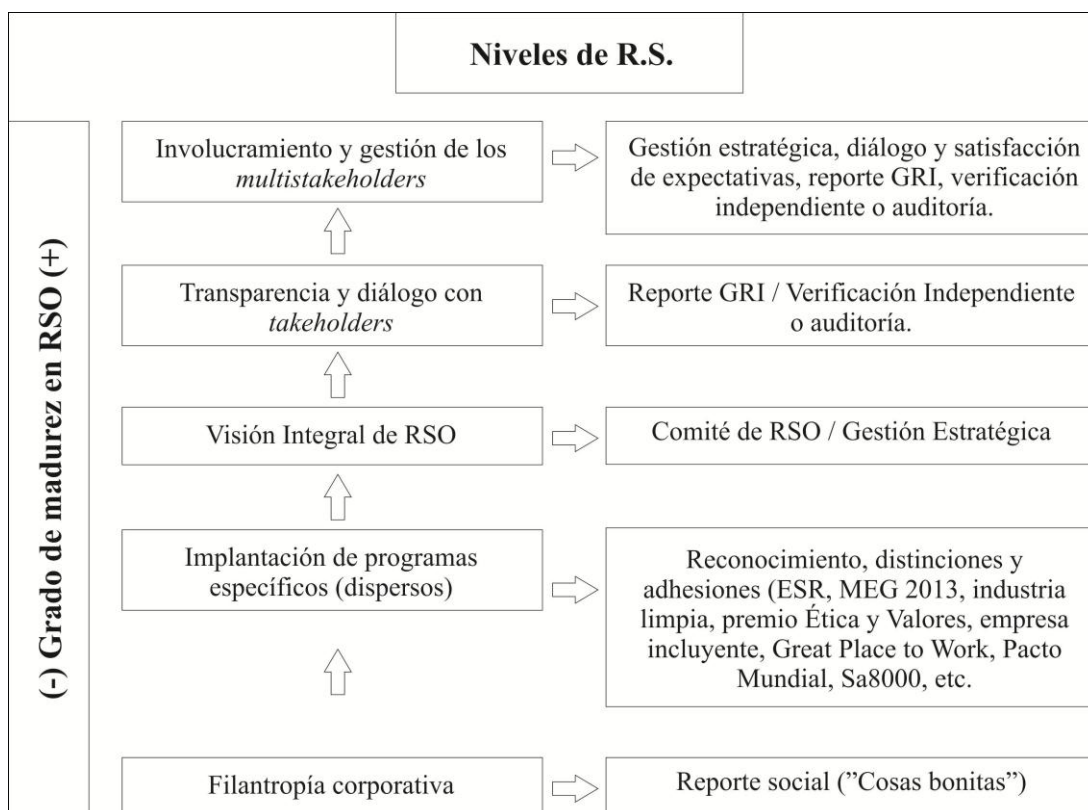 Niveles de R.S.
(-) Grado de madurez en RSO (+)
Involucramiento y gestión de los
multistakeholders
Gestión estratégica, diálogo y satisfacción
de expectativas, reporte GRI, verificación
independiente o auditoría.
Transparencia y diálogo con
takeholders
Reporte GRI / Verificación Independiente
o auditoría.
Visión Integral de RSO
Comité de RSO / Gestión Estratégica
Implantación de programas
específicos (dispersos)
Reconocimiento, distinciones y
adhesiones (ESR, MEG 2013, industria
limpia, premio Ética y Valores, empresa
incluyente, Great Place to Work, Pacto
Mundial, Sa8000, etc.
Filantropía corporativa
Reporte social (”Cosas bonitas”)